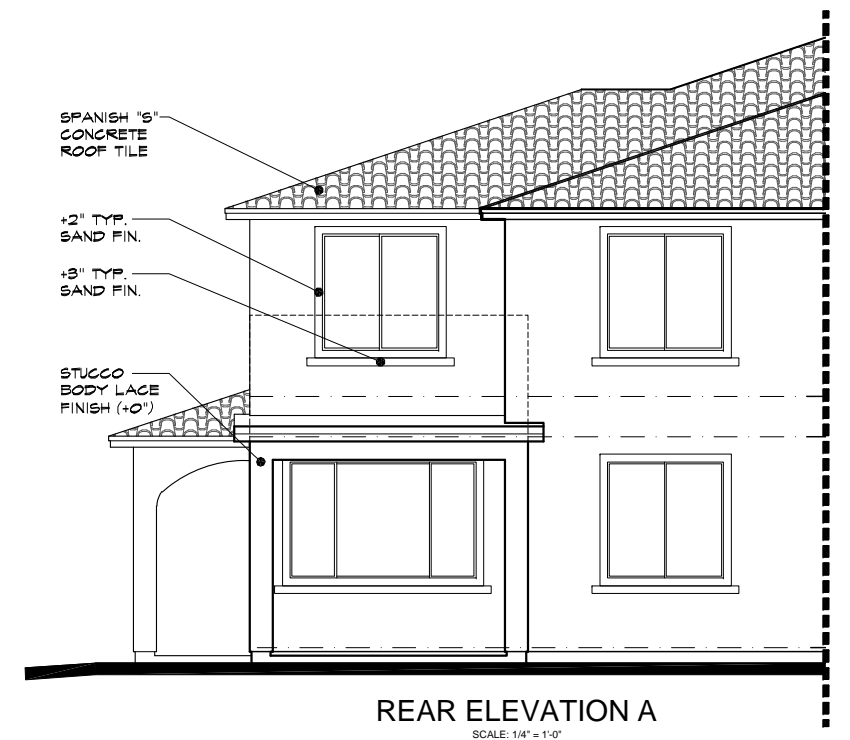 SPANISH "S"
CONCRETE
ROOF TILE
+2" TYP.
SAND FIN.
+3" TYP.
SAND FIN.
STUCCO
BODY LACE
FINISH (+0")
REAR ELEVATION A
SCALE: 1/4" = 1'-0"